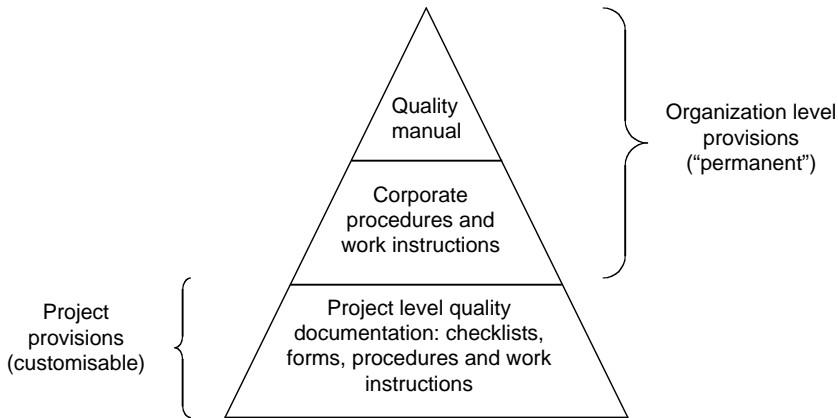 Quality
manual
Organization level
provisions
(“permanent”)
Corporate
procedures and
work instructions
Project
provisions
(customisable)
Project level quality
documentation: checklists,
forms, procedures and work
instructions